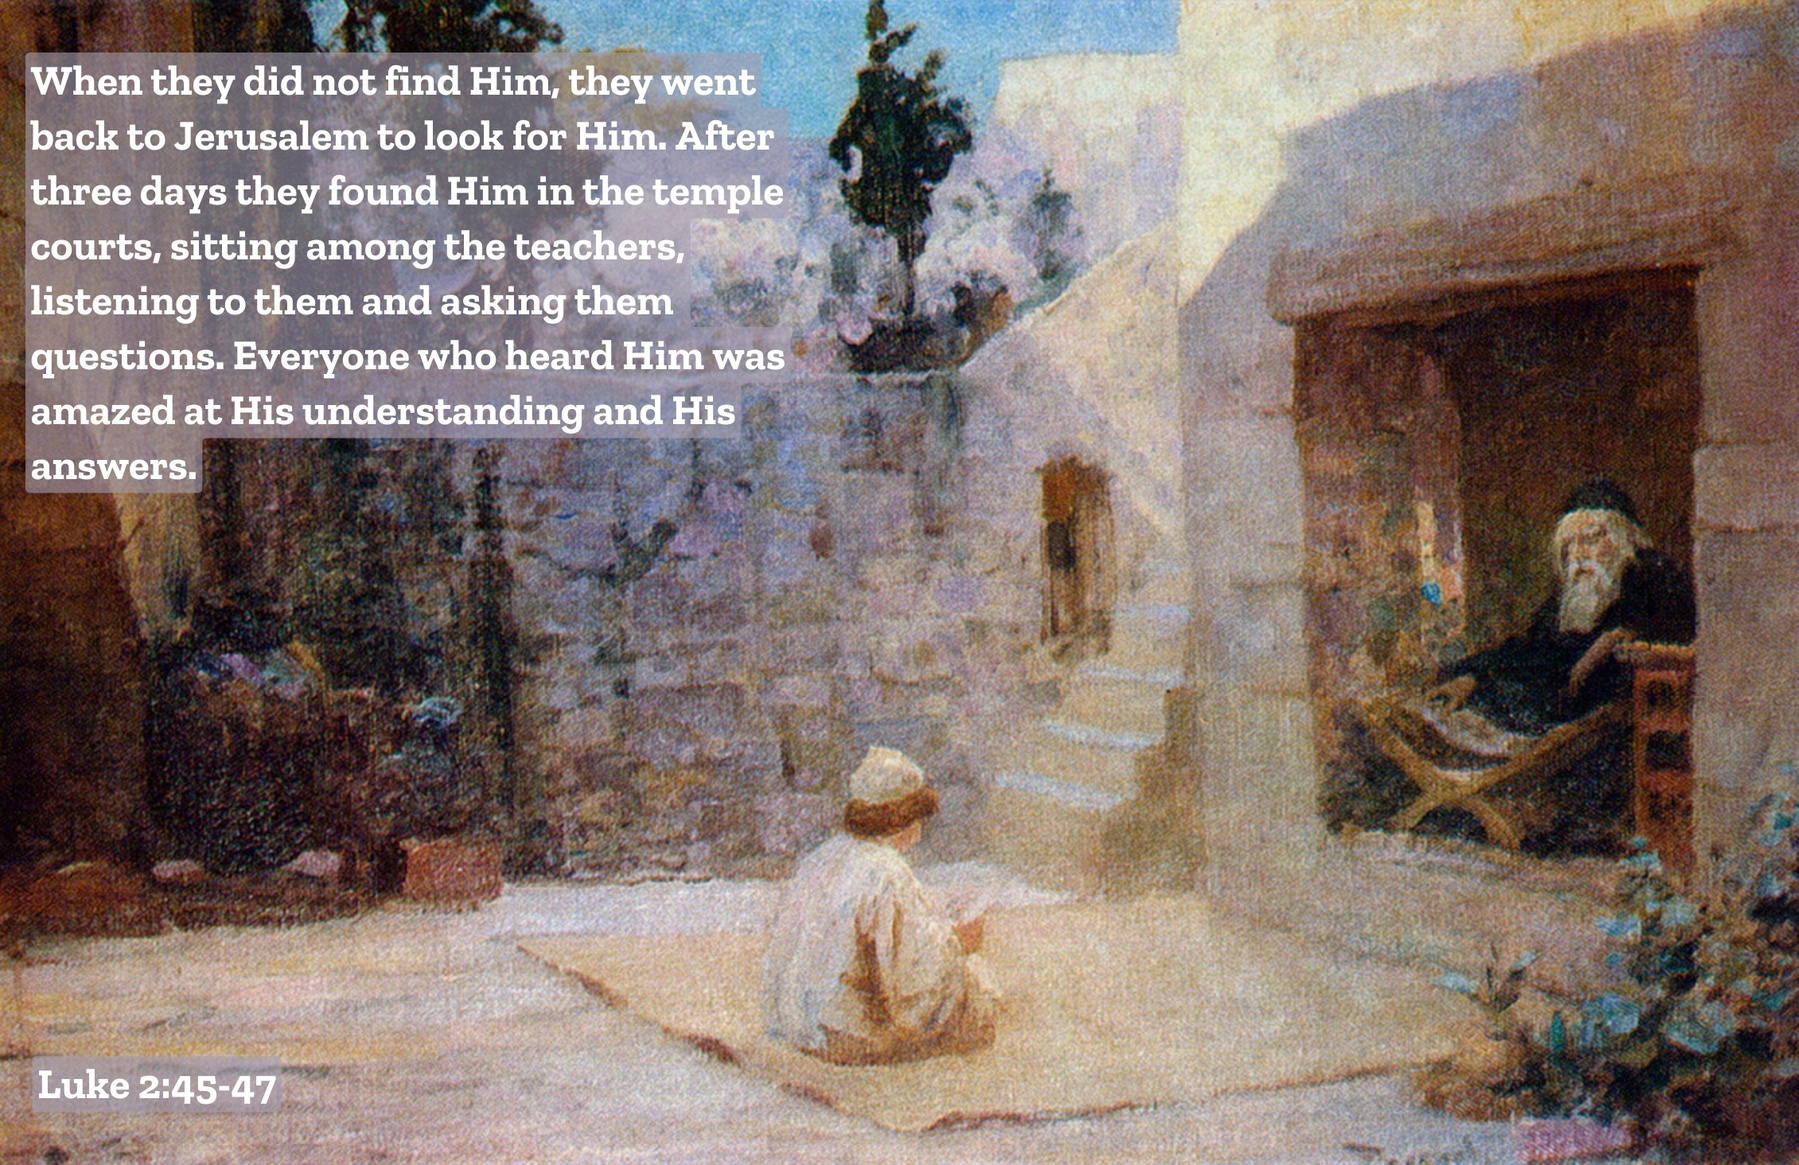 When they did not find Him, they went
back to Jerusalem to look for Him. After
three days they found Him in the temple
courts, sitting among the teachers,
listening to them and asking them
questions. Everyone who heard Him was
amazed at His understanding and His
answers.
Luke 2:45-47